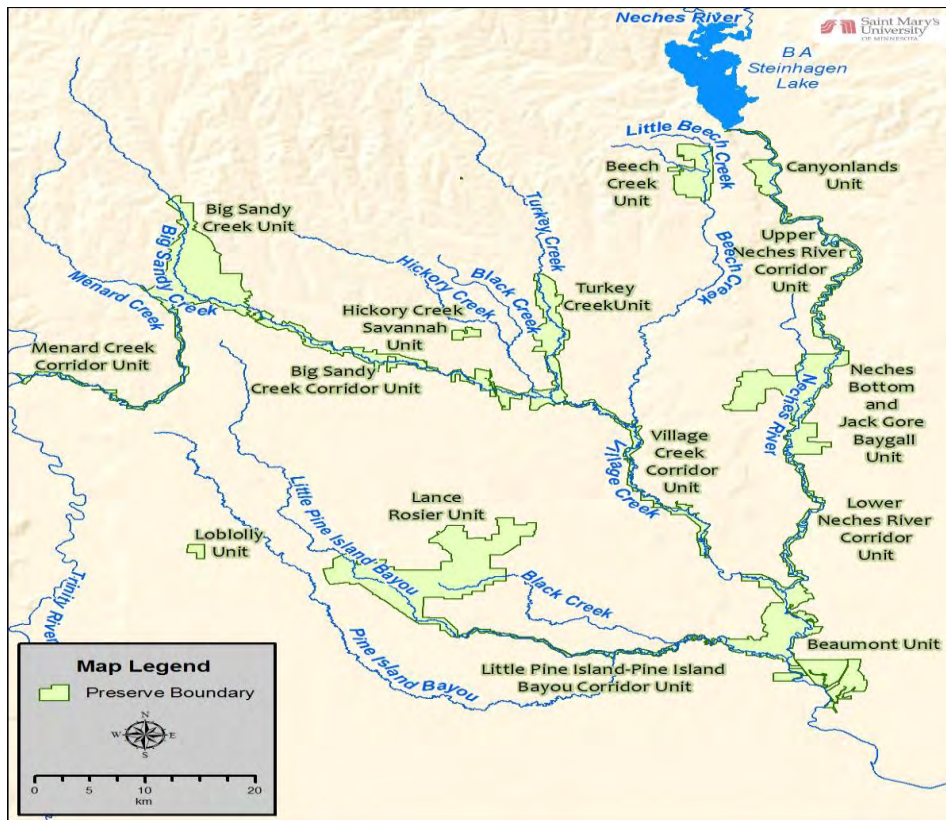 Neches River
Saint Mary's
University
OF MINNESOTA
B A
Steinhagen
Lake
Little Beech Creek
Beech
Creek
Unit
Canyonlands
Unit
Big Sandy
Creek Unit
Turkey Creek
Upper
Neches River
Corridor
Unit
Big Sandy Creek
Beech Creek
Hickory Creek
Black Creek
Menard Creek
Turkey
CreekUnit
Hickory Creek
Savannah
Unit
Menard Creek
Corridor Unit
Big Sandy
Creek Corridor Unit
Neches River
Neches
Bottom
and
Jack Gore
Baygall
Unit
Village Creek
Village
Creek
Corridor
Unit
Little Pine Island Bayou
Lance
Rosier Unit
Lower
Neches River
Corridor
Unit
Loblolly
Unit
Trinity River
Black Creek
Pine Island Bayou
Beaumont Unit
Little Pine Island-Pine Island
Bayou Corridor Unit
Map Legend
Preserve Boundary
N
W E
S
0 5 10 20
km